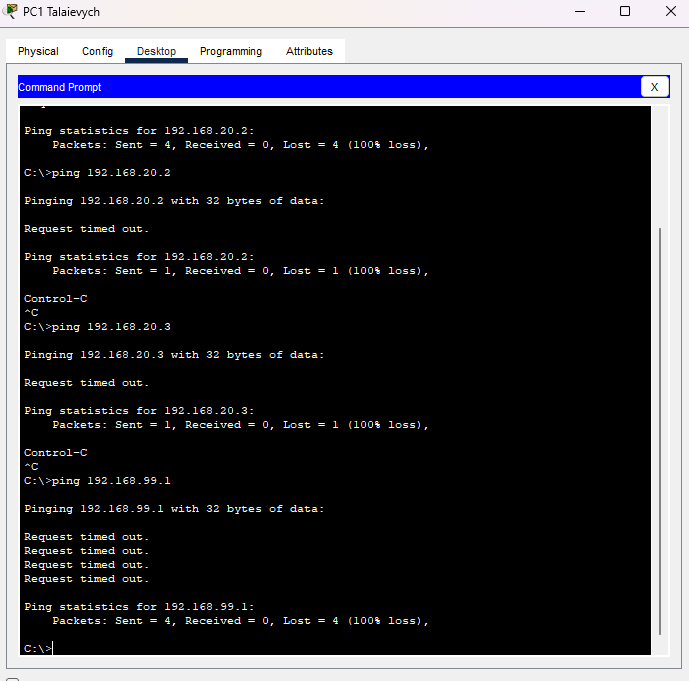 PC1 Talaievych
Physical Config Desktop Programming Attributes
Command Prompt X
Ping statistics for 192.168.20.2:
    Packets: Sent = 4, Received = 0, Lost = 4 (100% loss),
C:\>ping 192.168.20.2
Pinging 192.168.20.2 with 32 bytes of data:
Request timed out.
Ping statistics for 192.168.20.2:
    Packets: Sent = 1, Received = 0, Lost = 1 (100% loss),
Control-C
^C
C:\>ping 192.168.20.3
Pinging 192.168.20.3 with 32 bytes of data:
Request timed out.
Ping statistics for 192.168.20.3:
    Packets: Sent = 1, Received = 0, Lost = 1 (100% loss),
Control-C
^C
C:\>ping 192.168.99.1
Pinging 192.168.99.1 with 32 bytes of data:
Request timed out.
Request timed out.
Request timed out.
Request timed out.
Ping statistics for 192.168.99.1:
    Packets: Sent = 4, Received = 0, Lost = 4 (100% loss),
C:\>